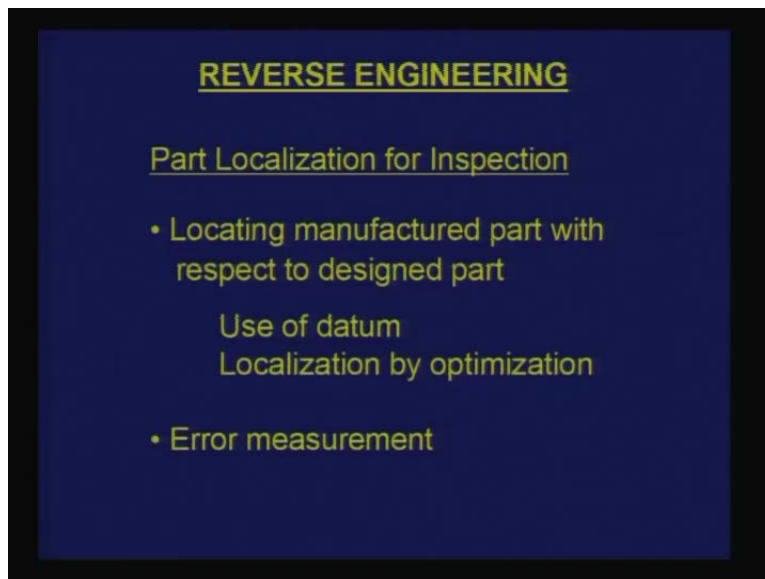 REVERSE ENGINEERING
Part Localization for Inspection
• Locating manufactured part with
respect to designed part
Use of datum
Localization by optimization
• Error measurement